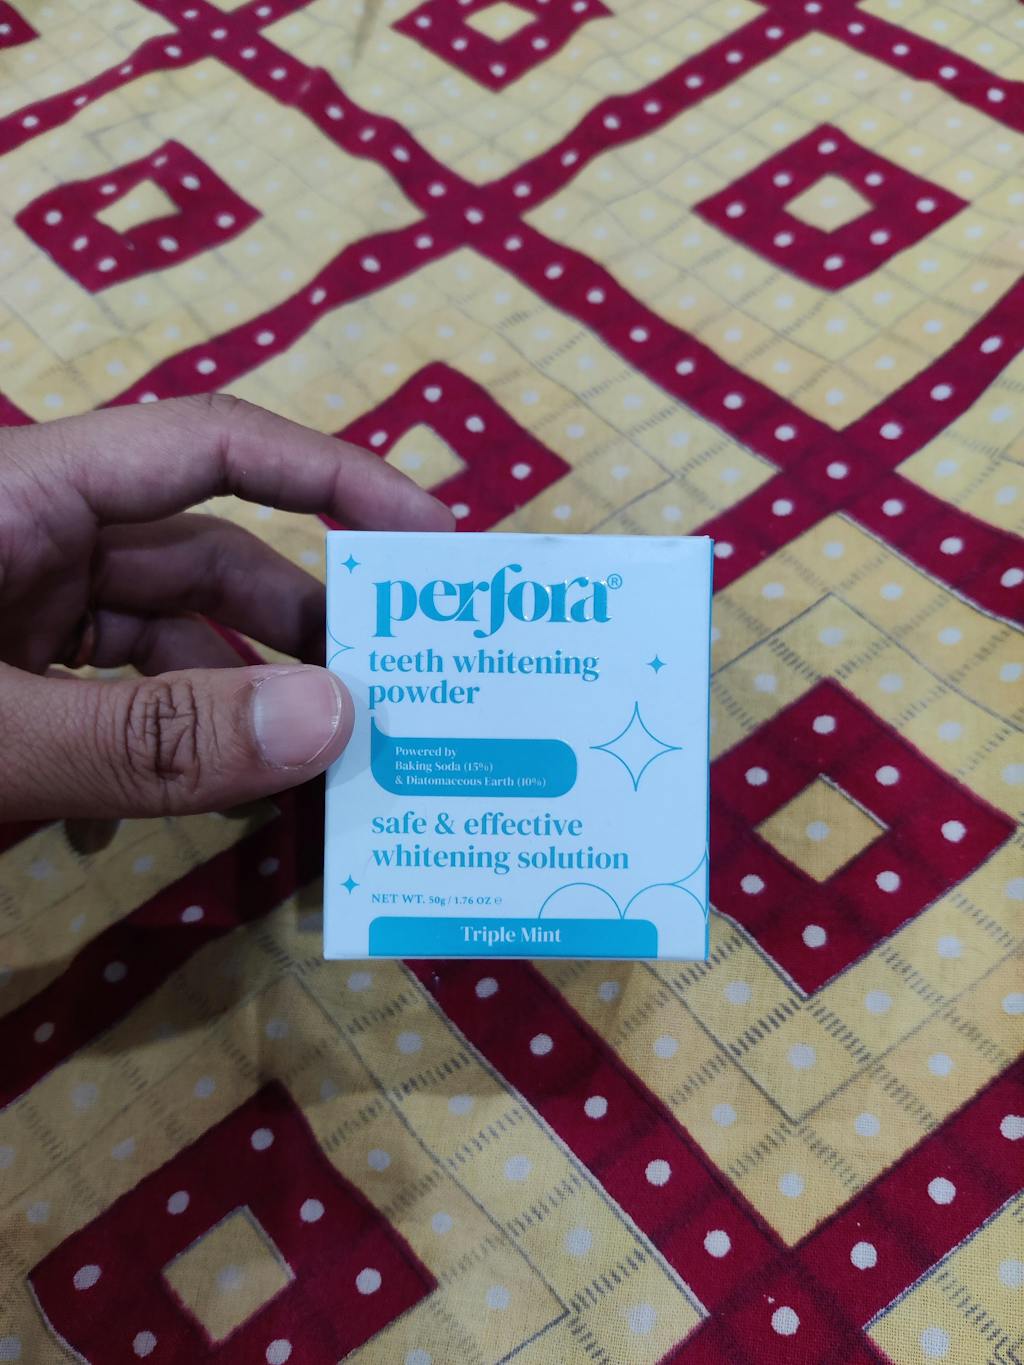 perfora®
teeth whitening
powder
Powered by
Baking Soda (15%)
& Diatomaceous Earth (10%)
safe & effective
whitening solution
NET WT. 50g / 1.76 OZ ℮
Triple Mint